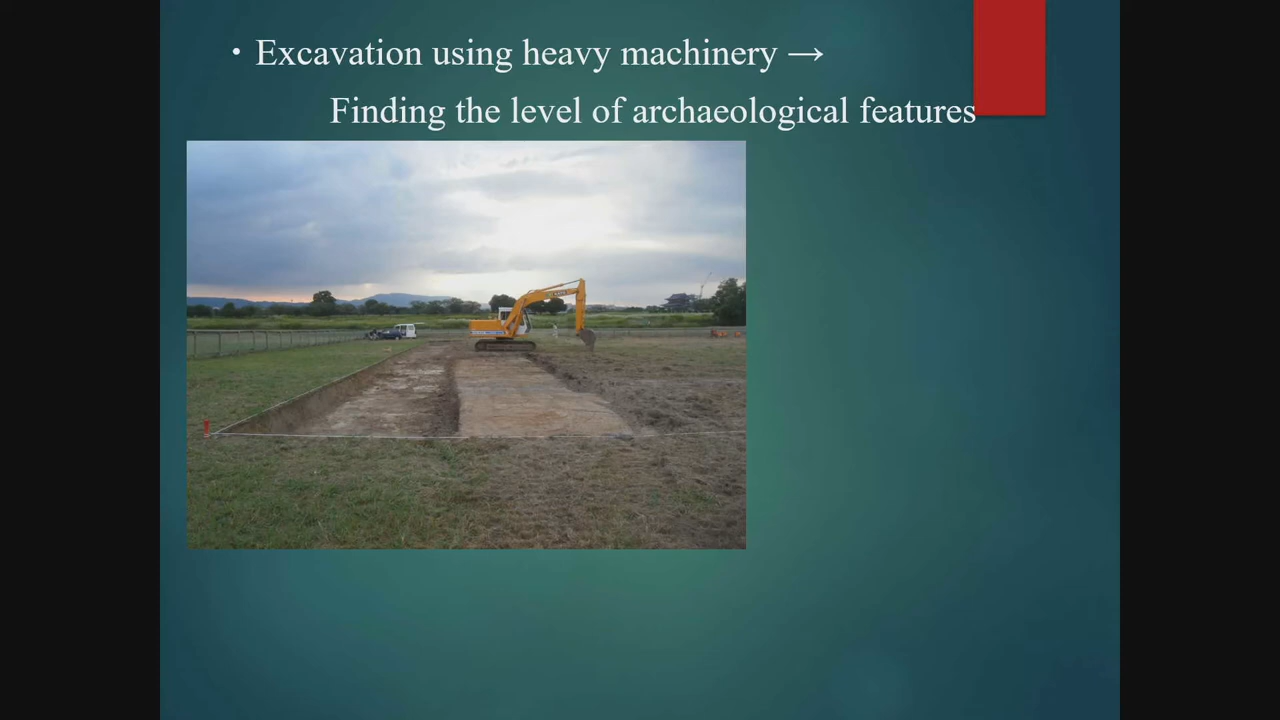 • Excavation using heavy machinery →
Finding the level of archaeological features